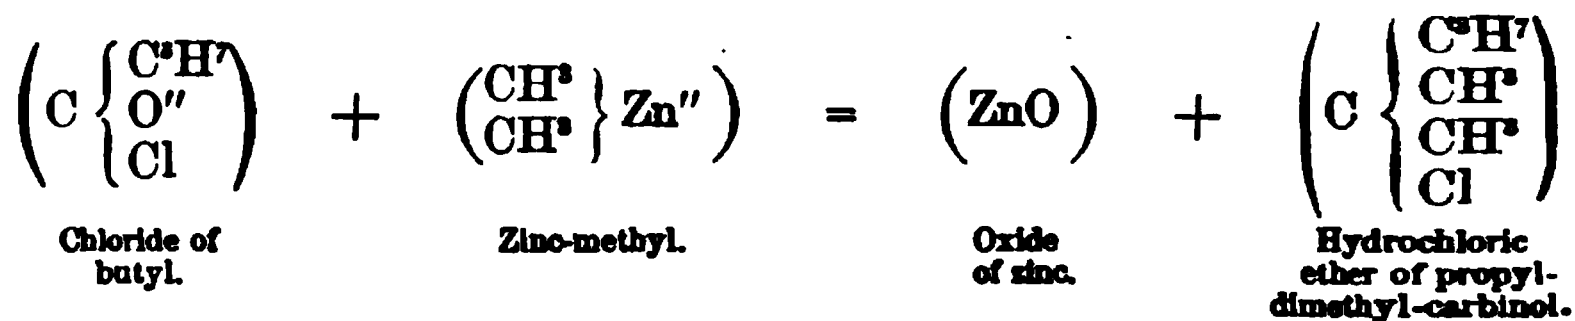 (C { C³H⁷ O″ Cl ) + (CH³ CH³ } Zn″) = (ZnO) + (C { C³H⁷ CH³ CH³ Cl )
Chloride of butyl.
Zinc-methyl.
Oxide of zinc.
Hydrochloric ether of propyl-dimethyl-carbinol.